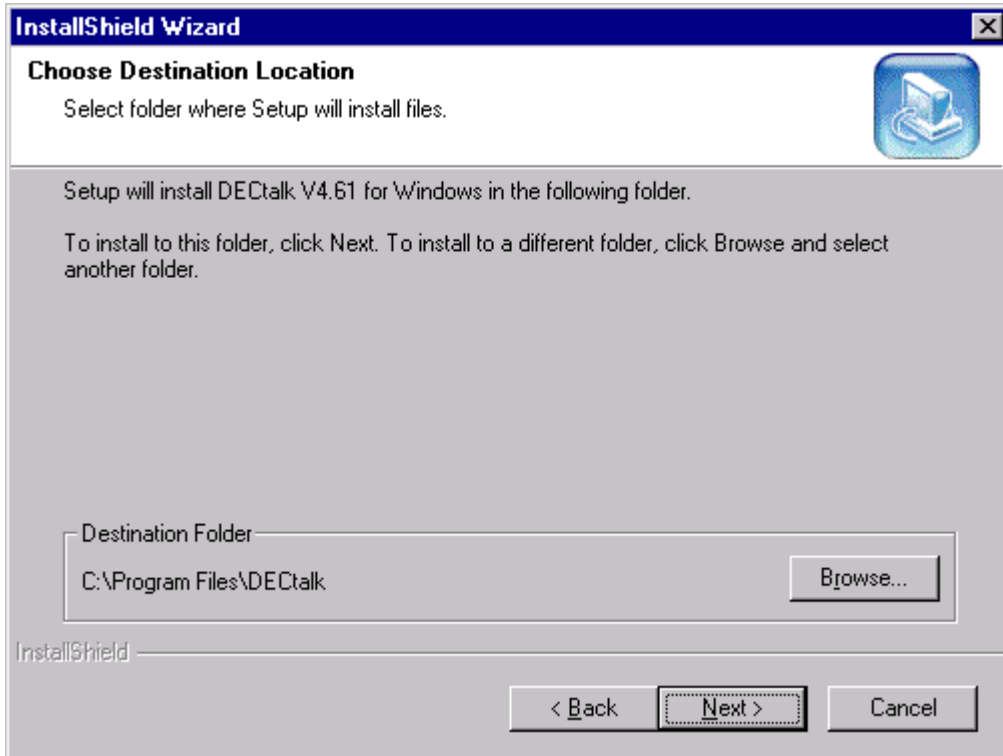 InstallShield Wizard
Choose Destination Location
Select folder where Setup will install files.
Setup will install DECtalk V4.61 for Windows in the following folder.
To install to this folder, click Next. To install to a different folder, click Browse and select
another folder.
Destination Folder
C:\Program Files\DECtalk
Browse...
InstallShield
< Back
Next >
Cancel